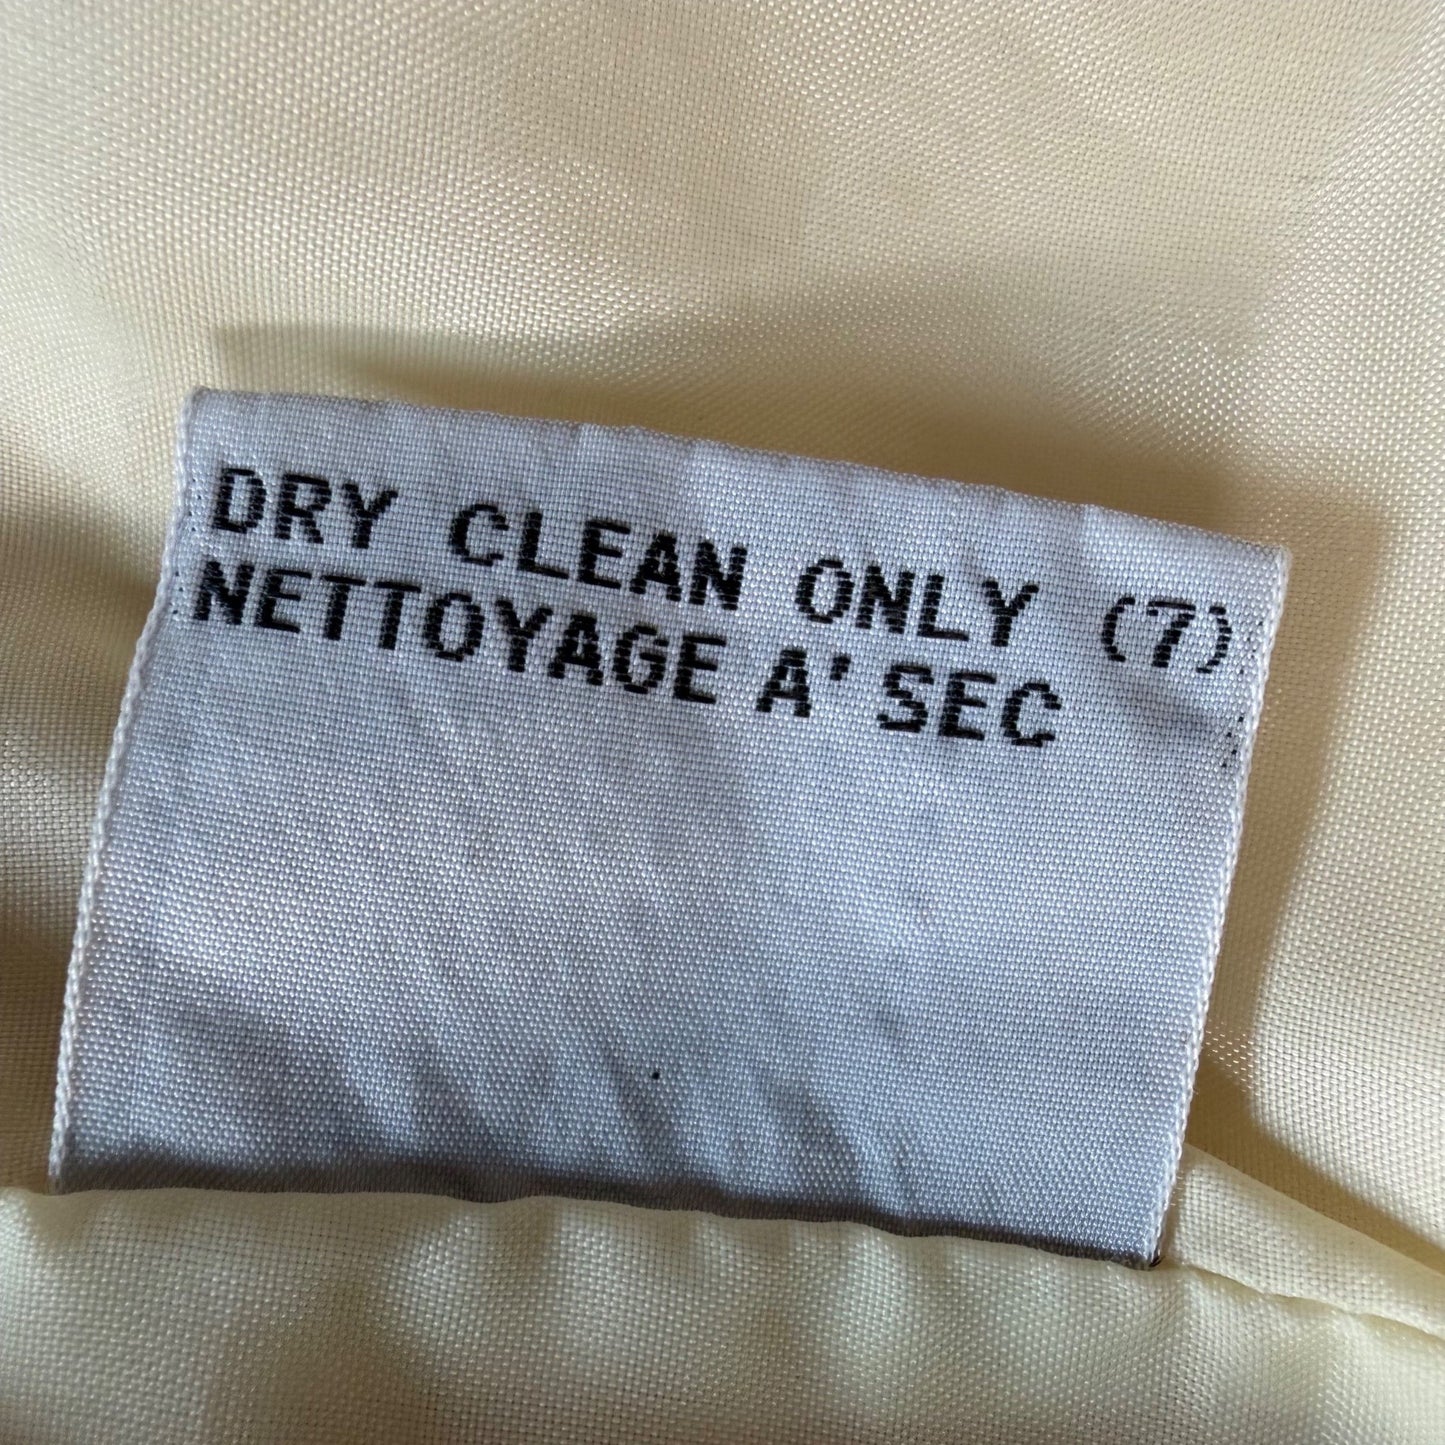 DRY CLEAN ONLY (7)
NETTOYAGE A' SEC